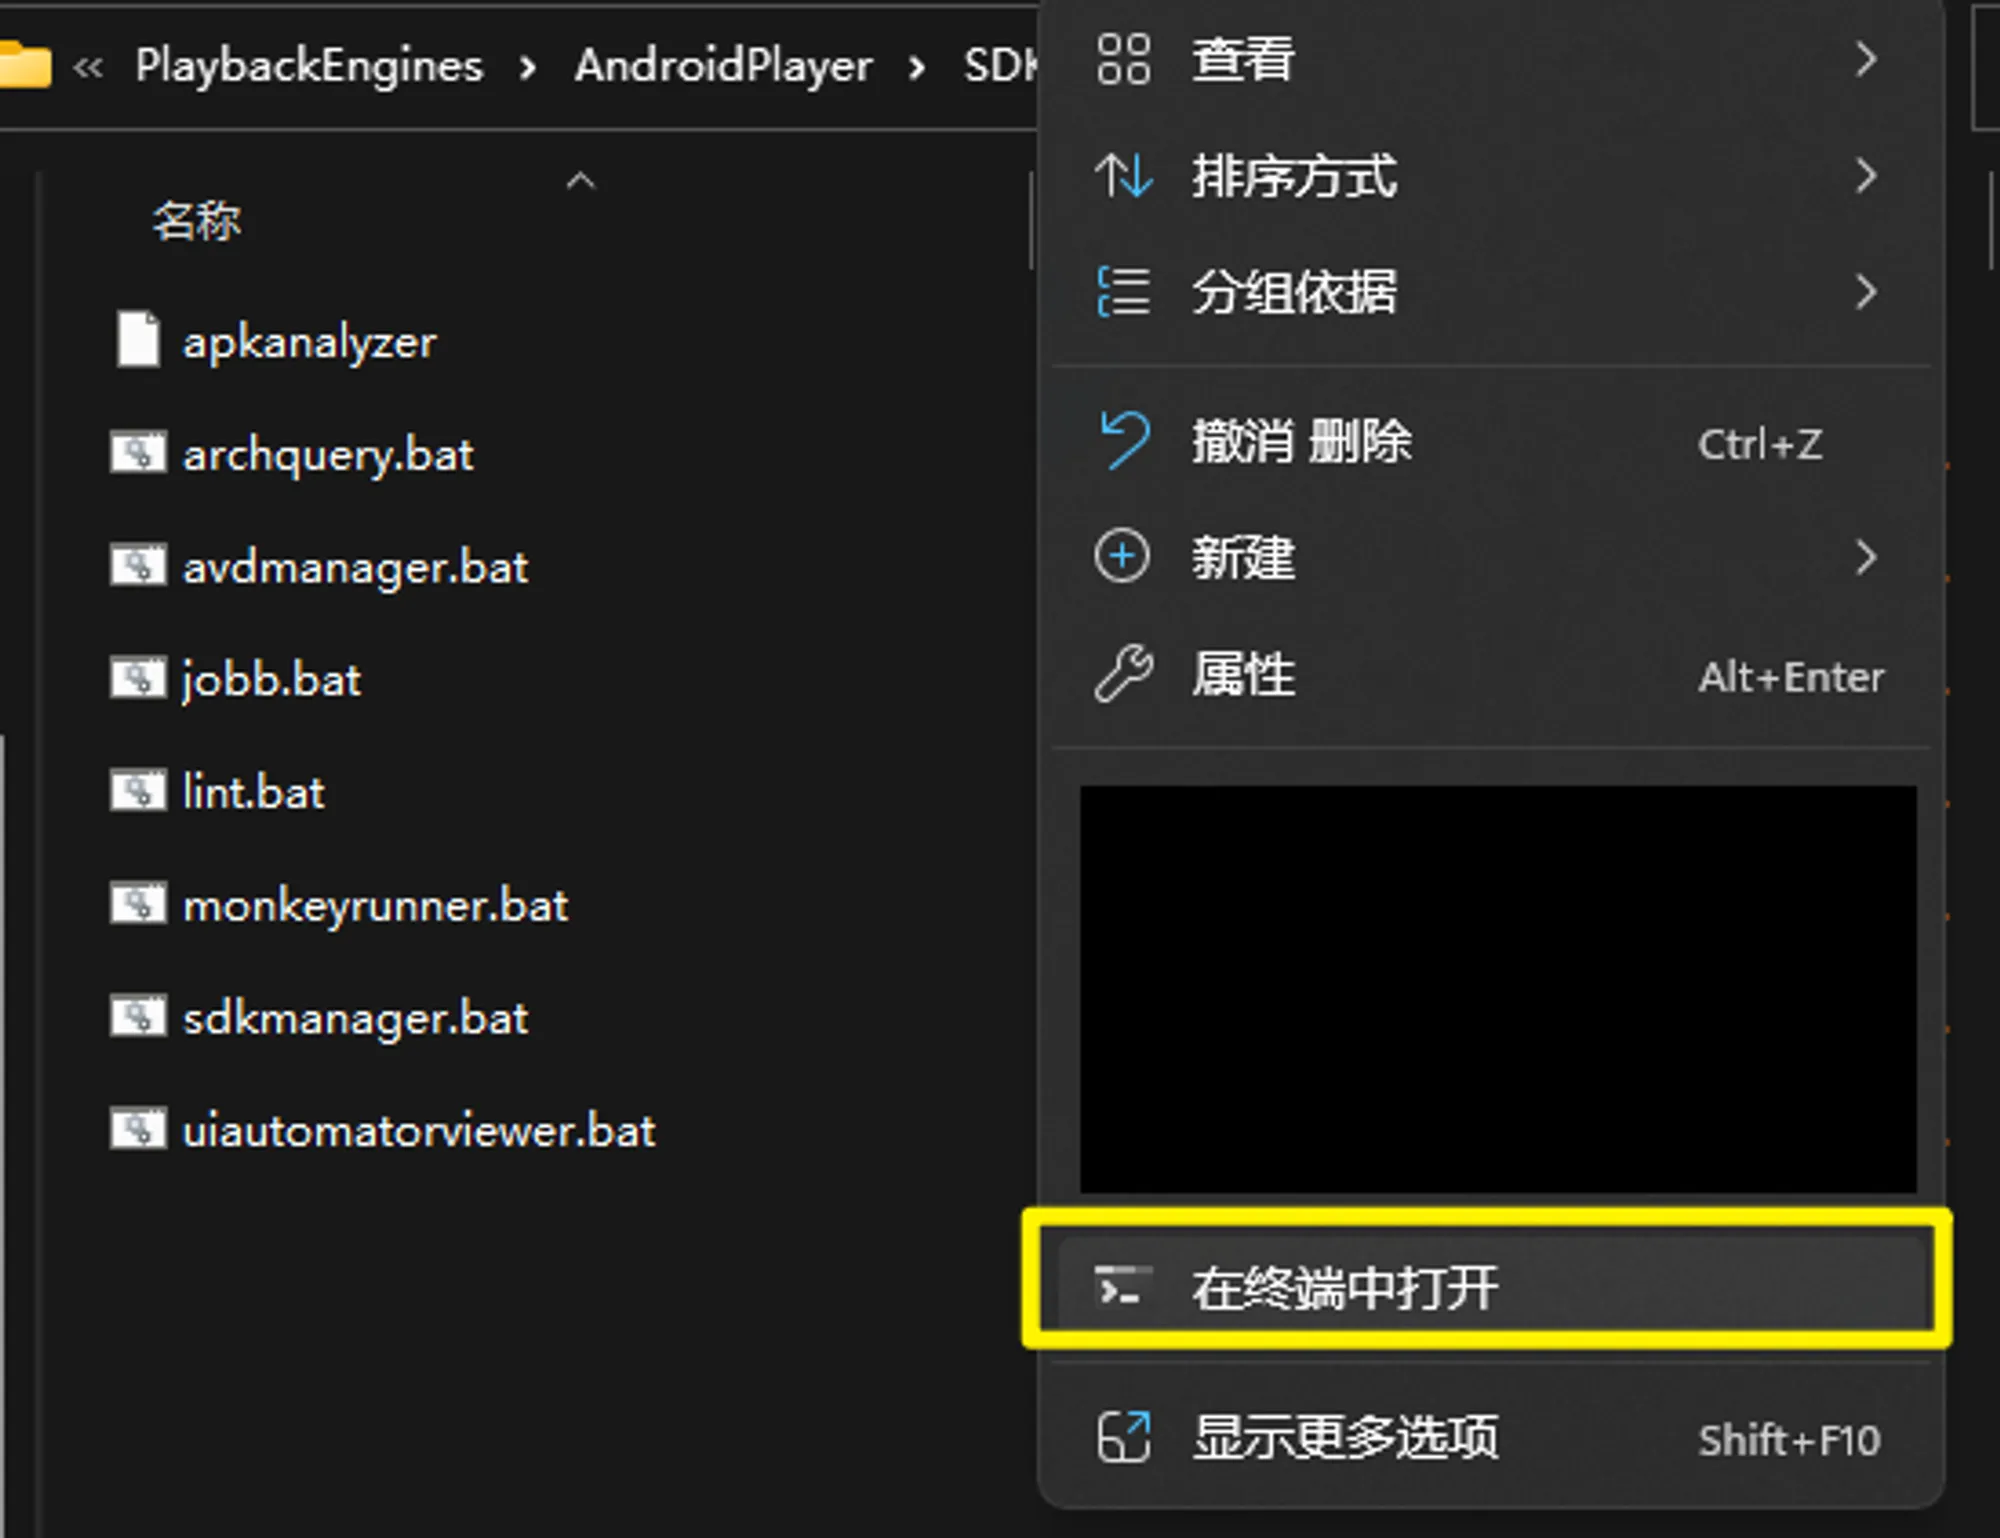 PlaybackEngines › AndroidPlayer › SDK
名称
apkanalyzer
archquery.bat
avdmanager.bat
jobb.bat
lint.bat
monkeyrunner.bat
sdkmanager.bat
uiautomatorviewer.bat
查看
排序方式
分组依据
撤消 删除 Ctrl+Z
新建
属性 Alt+Enter
在终端中打开
显示更多选项 Shift+F10